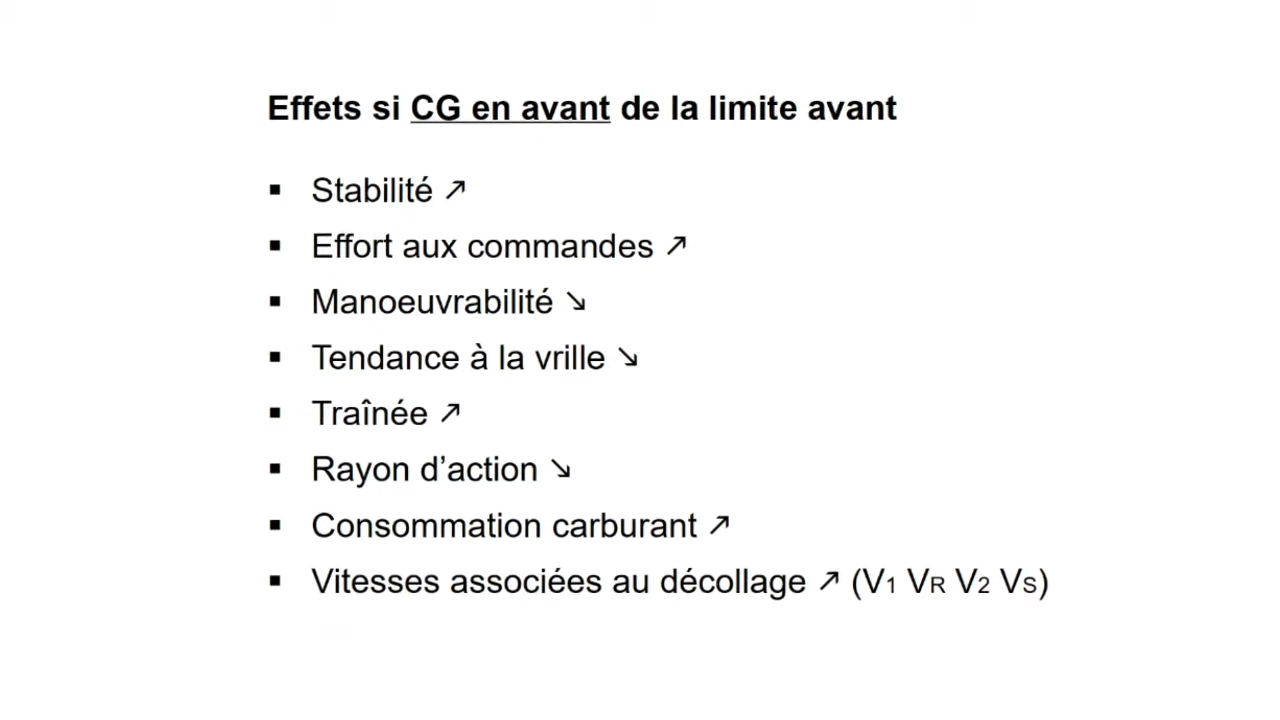 Effets si CG en avant de la limite avant
▪ Stabilité ↗
▪ Effort aux commandes ↗
▪ Manoeuvrabilité ↘
▪ Tendance à la vrille ↘
▪ Traînée ↗
▪ Rayon d’action ↘
▪ Consommation carburant ↗
▪ Vitesses associées au décollage ↗ (V1 VR V2 VS)